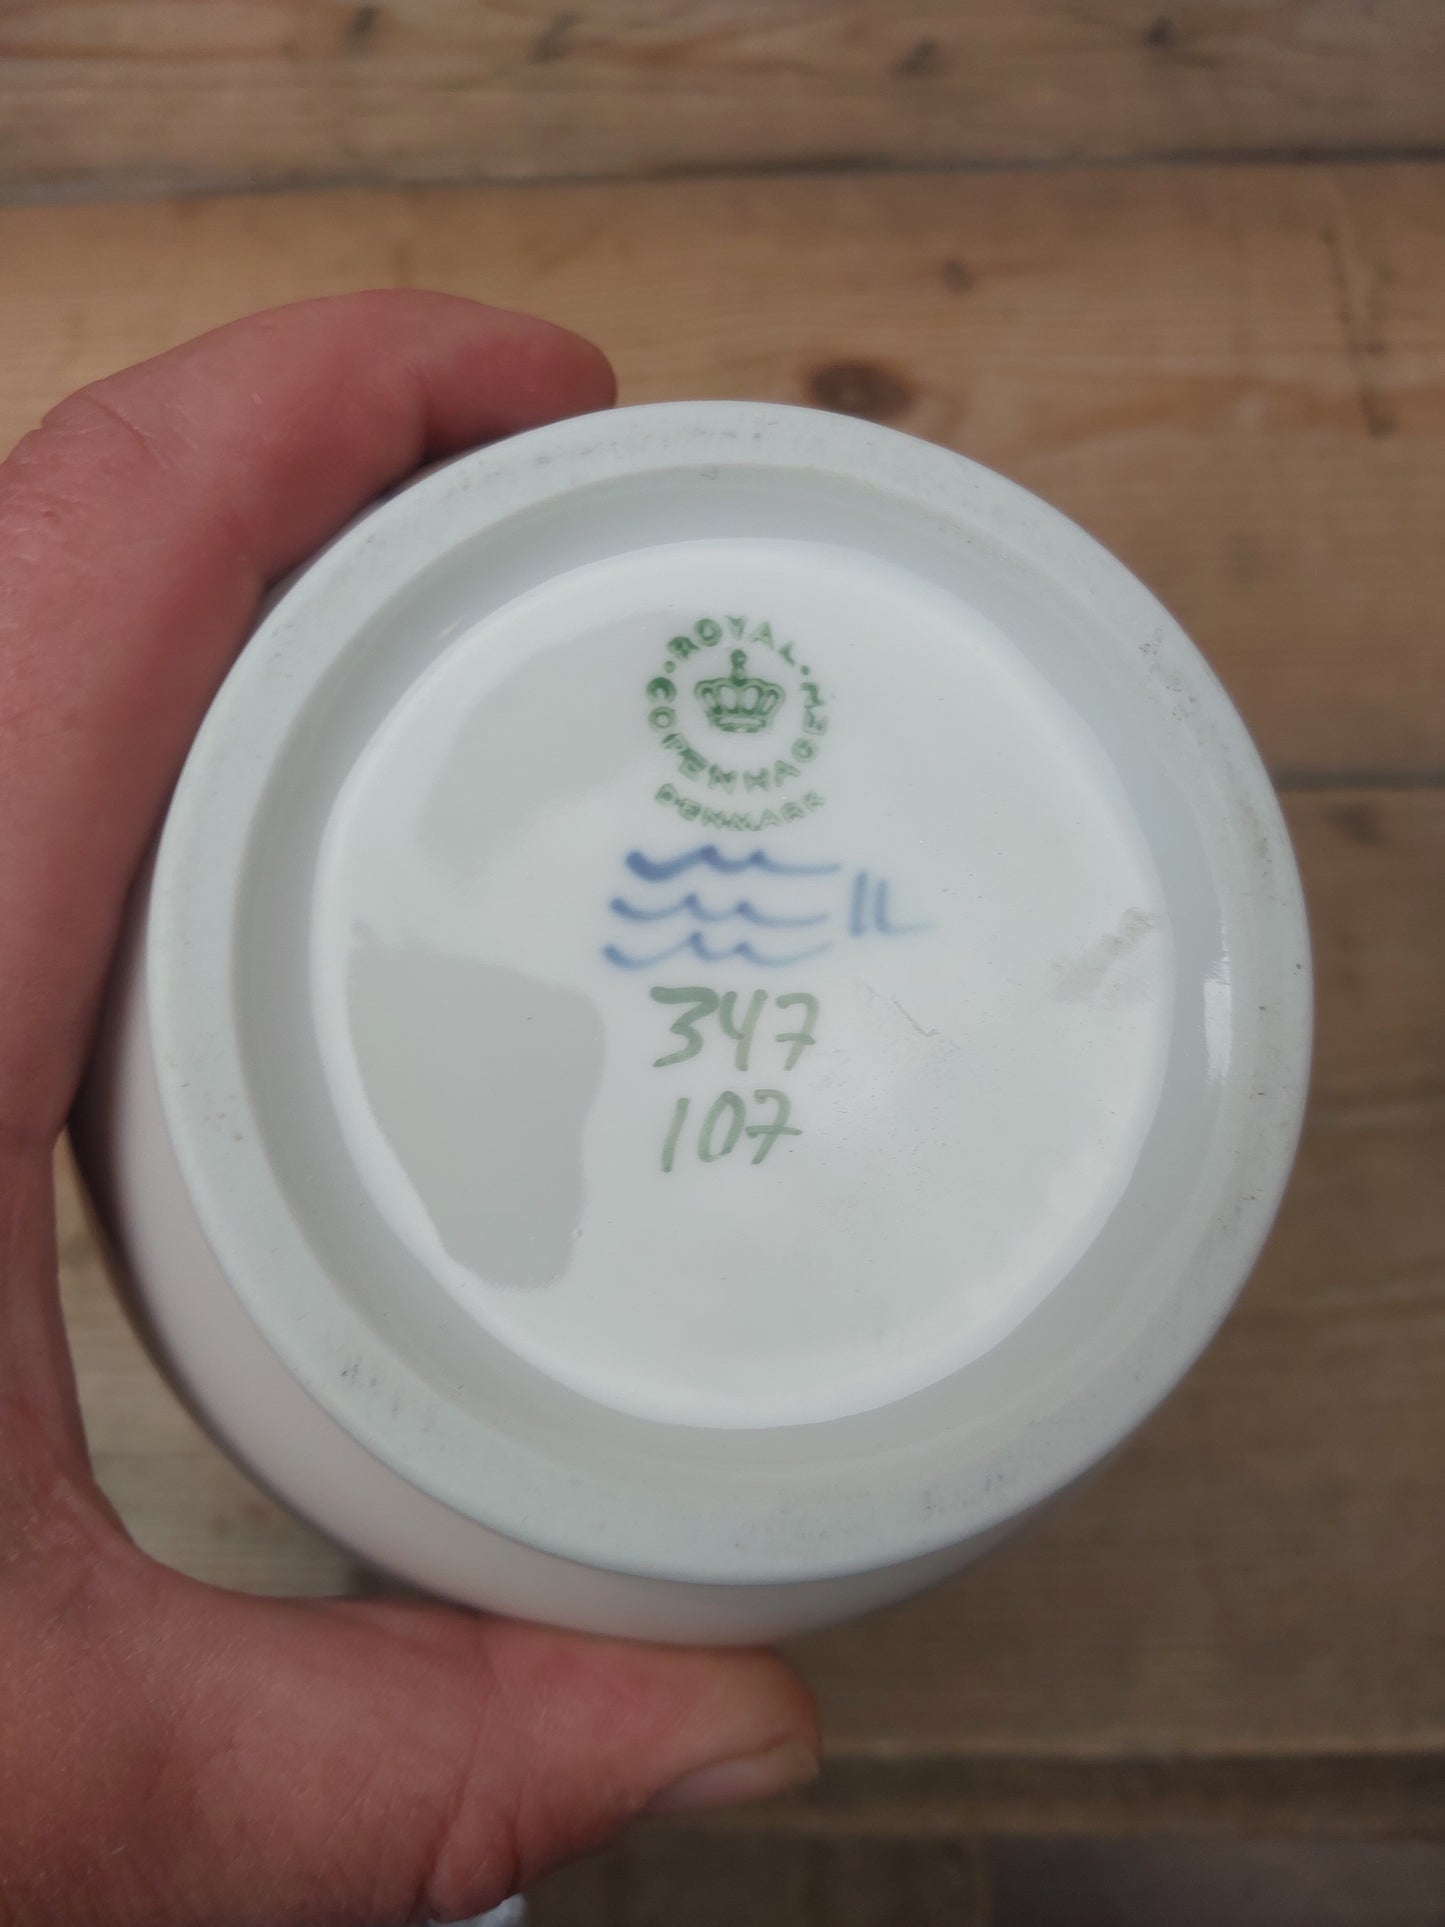 ROYAL
COPENHAGEN
DENMARK
347
107